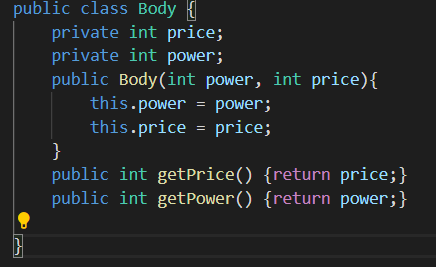 public class Body {
    private int price;
    private int power;
    public Body(int power, int price){
        this.power = power;
        this.price = price;
    }
    public int getPrice() {return price;}
    public int getPower() {return power;}
}